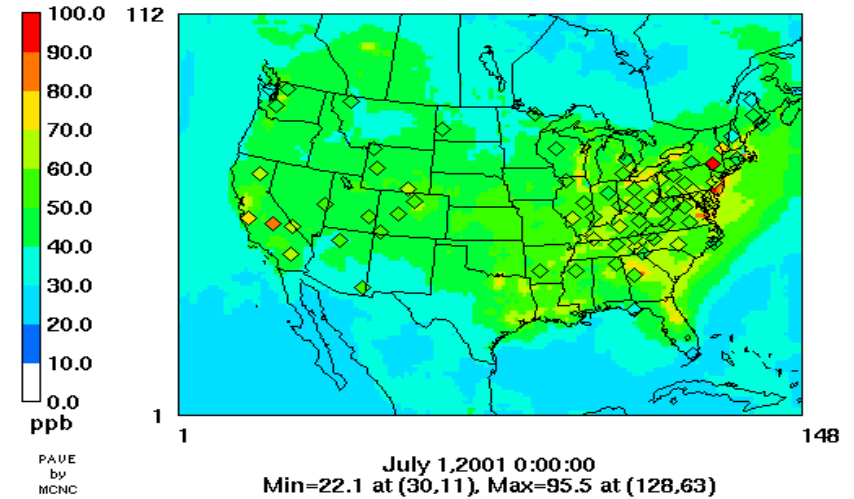 100.0
90.0
80.0
70.0
60.0
50.0
40.0
30.0
20.0
10.0
0.0
ppb
PAVE
by
MCNC
112
1
1
148
July 1,2001 0:00:00
Min=22.1 at (30,11), Max=95.5 at (128,63)